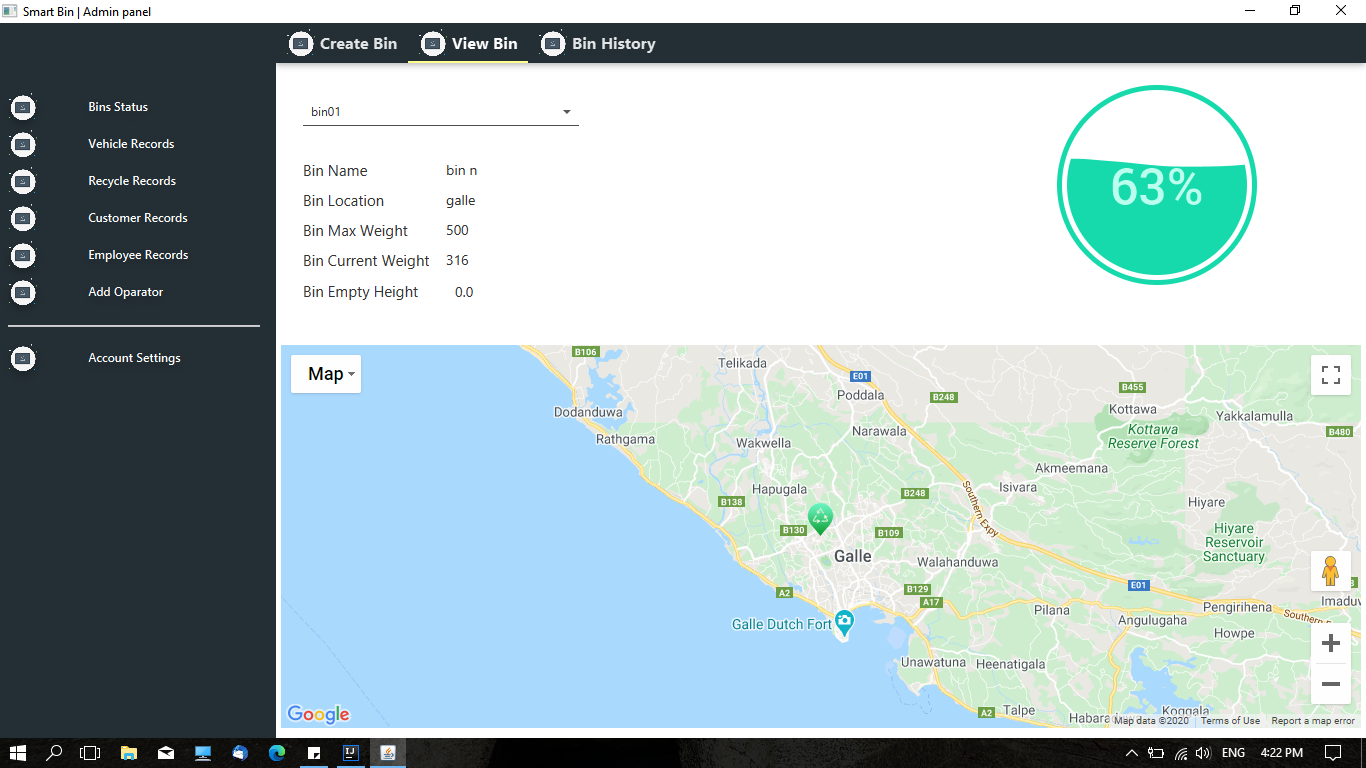 Smart Bin | Admin panel
Create Bin View Bin Bin History
Bins Status
Vehicle Records
Recycle Records
Customer Records
Employee Records
Add Oparator
Account Settings
bin01
Bin Name bin n
Bin Location galle
Bin Max Weight 500
Bin Current Weight 316
Bin Empty Height 0.0
63%
Map
B106
Telikada
E01
Poddala
B248
B455
Kottawa
Yakkalamulla
Dodanduwa
Rathgama
Wakwella
Narawala
Kottawa
Reserve Forest
B480
Akmeemana
Hapugala
Isivara
B138
B248
Southern Expy
Hiyare
B130
B109
Hiyare
Reservoir
Sanctuary
Galle
Walahanduwa
A2
B129
E01
A17
Pilana
Pengirihena
Imaduw
Southern E
Galle Dutch Fort
Angulugaha
Howpe
Unawatuna
Heenatigala
Talpe
A2
Habara
Koggala
Google
Map data ©2020 Terms of Use Report a map error
ENG 4:22 PM